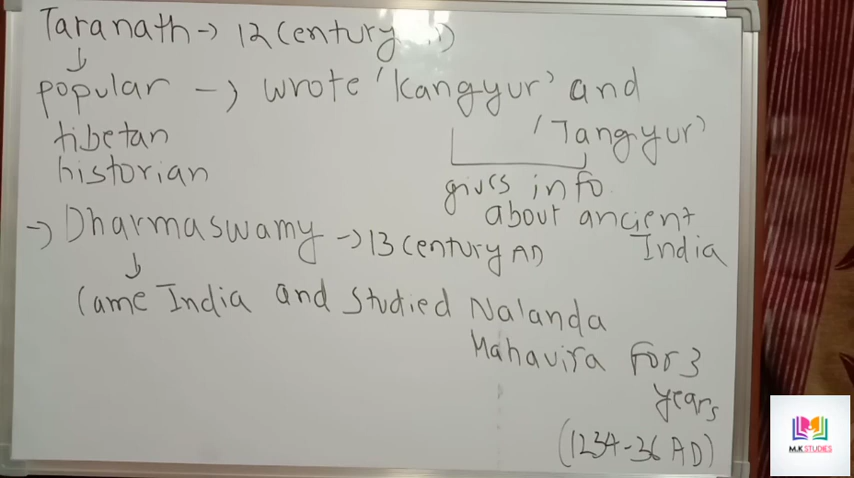 Taranath → 12 Century AD
↓
popular → wrote 'Kangyur' and
tibetan 'Tangyur'
historian
gives info
about ancient
India
→ Dharmaswamy → 13 Century AD
↓
Came India and Studied Nalanda
Mahavira For 3
years
(1234-36 AD)
M.K STUDIES